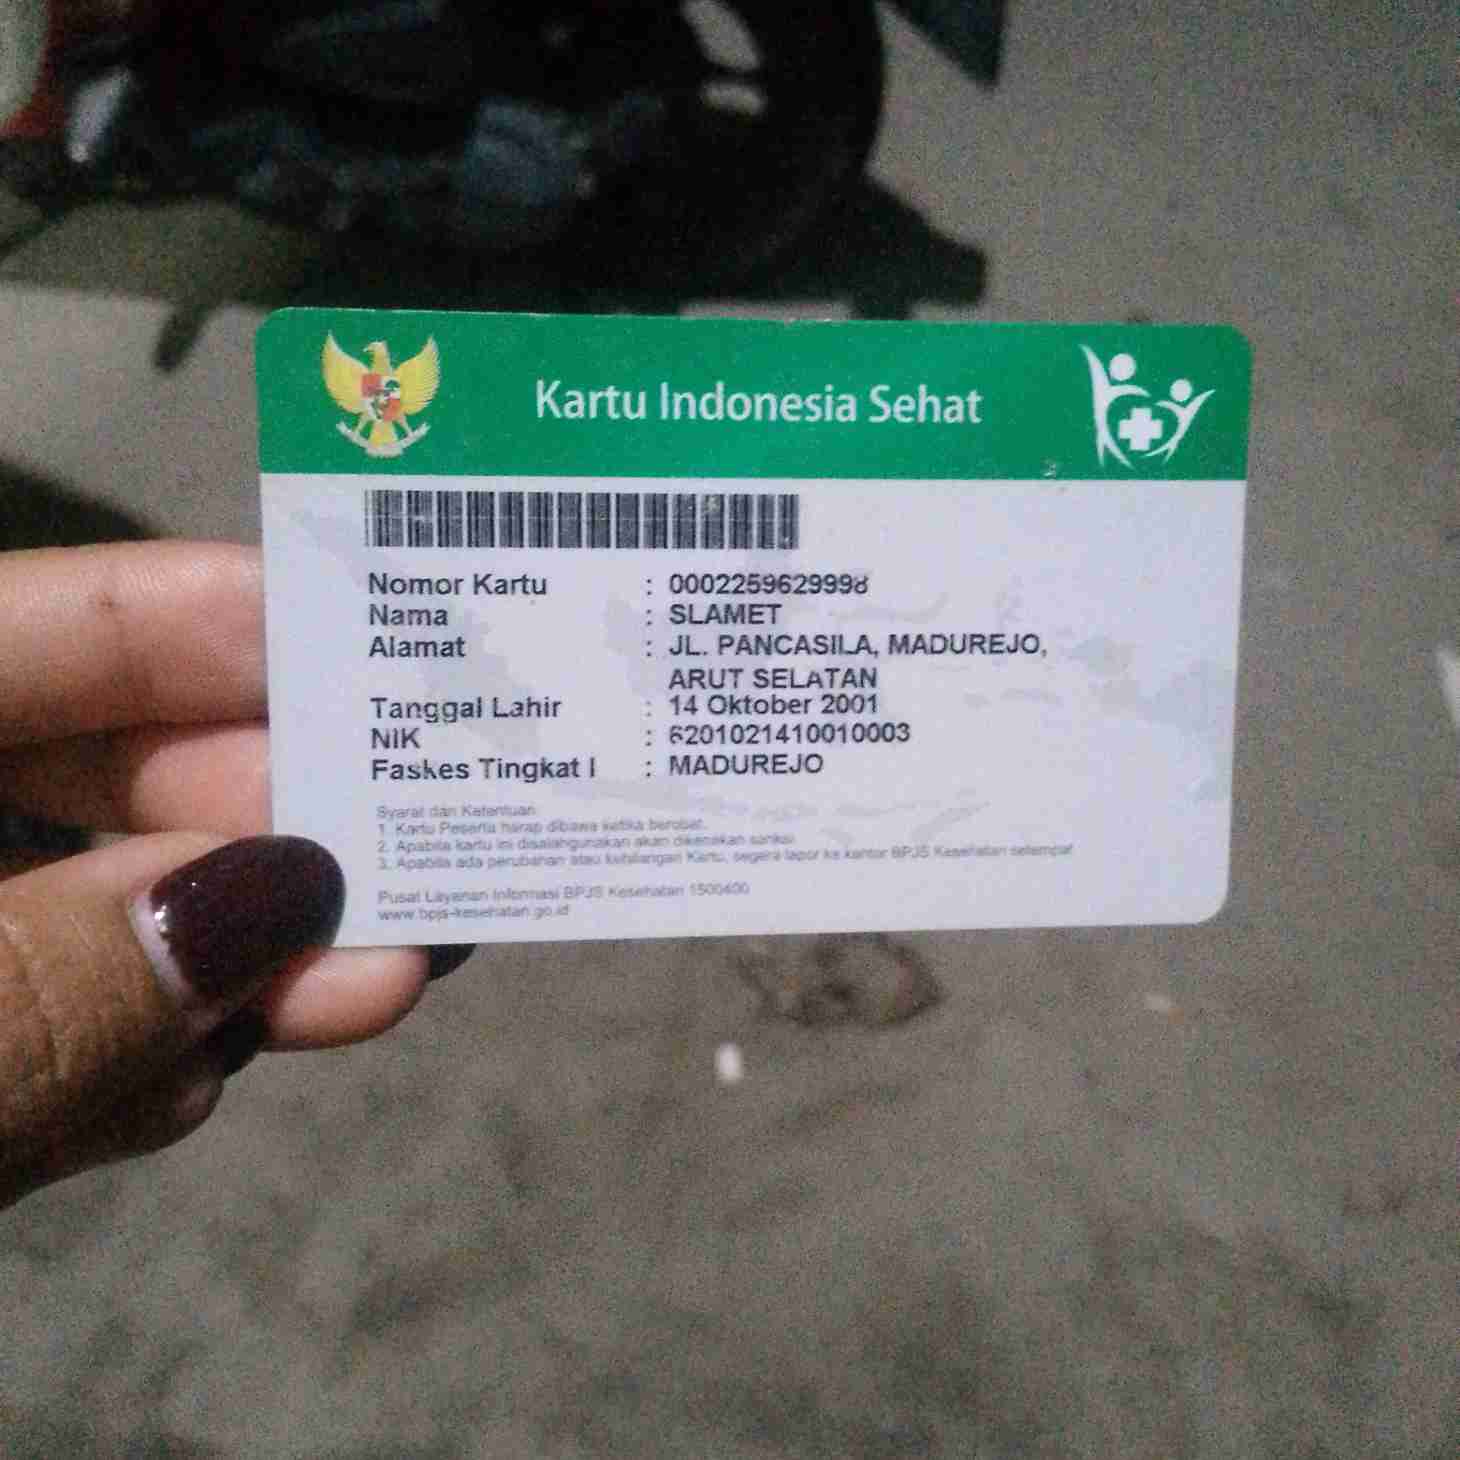 Kartu Indonesia Sehat
Nomor Kartu : 0002259629998
Nama : SLAMET
Alamat : JL. PANCASILA, MADUREJO,
ARUT SELATAN
Tanggal Lahir : 14 Oktober 2001
NIK : 6201021410010003
Faskes Tingkat I : MADUREJO
Syarat dan Ketentuan
1. Kartu Peserta harap dibawa ketika berobat.
2. Apabila kartu ini disalahgunakan akan dikenakan sanksi
3. Apabila ada perubahan atau kehilangan Kartu, segera lapor ke kantor BPJS Kesehatan setempat
Pusat Layanan Informasi BPJS Kesehatan 1500400
www.bpjs-kesehatan.go.id